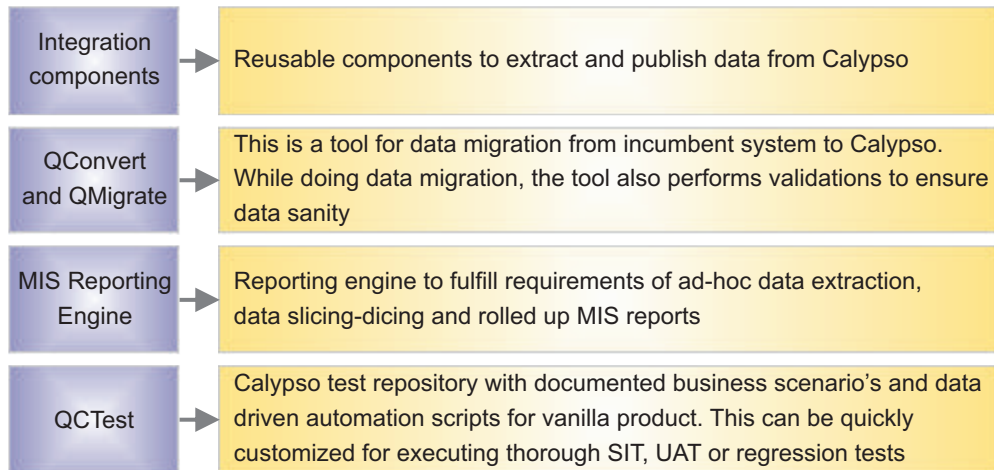 Integration
components
Reusable components to extract and publish data from Calypso
QConvert
and QMigrate
This is a tool for data migration from incumbent system to Calypso.
While doing data migration, the tool also performs validations to ensure
data sanity
MIS Reporting
Engine
Reporting engine to fulfill requirements of ad-hoc data extraction,
data slicing-dicing and rolled up MIS reports
QCTest
Calypso test repository with documented business scenario's and data
driven automation scripts for vanilla product. This can be quickly
customized for executing thorough SIT, UAT or regression tests